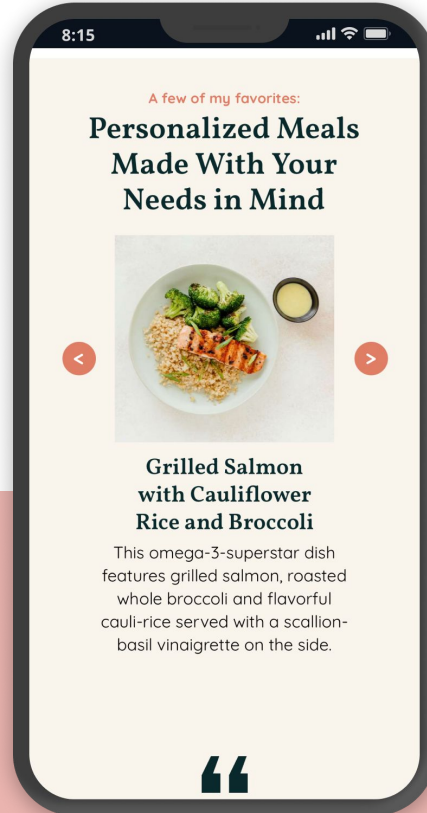 8:15
A few of my favorites:
Personalized Meals
Made With Your
Needs in Mind
<
>
Grilled Salmon
with Cauliflower
Rice and Broccoli
This omega-3-superstar dish
features grilled salmon, roasted
whole broccoli and flavorful
cauli-rice served with a scallion-
basil vinaigrette on the side.
“